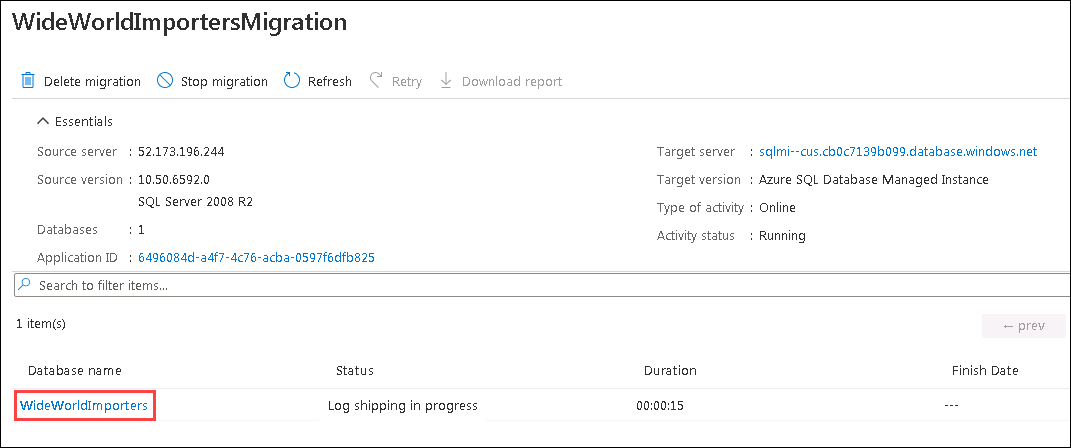 WideWorldImportersMigration
Delete migration Stop migration Refresh Retry Download report
Essentials
Source server : 52.173.196.244 Target server : sqlmi--cus.cb0c7139b099.database.windows.net
Source version : 10.50.6592.0 Target version : Azure SQL Database Managed Instance
SQL Server 2008 R2
Type of activity : Online
Databases : 1
Activity status : Running
Application ID : 6496084d-a4f7-4c76-acba-0597f6dfb825
Search to filter items...
1 item(s)
← prev
Database name Status Duration Finish Date
WideWorldImporters Log shipping in progress 00:00:15 ---